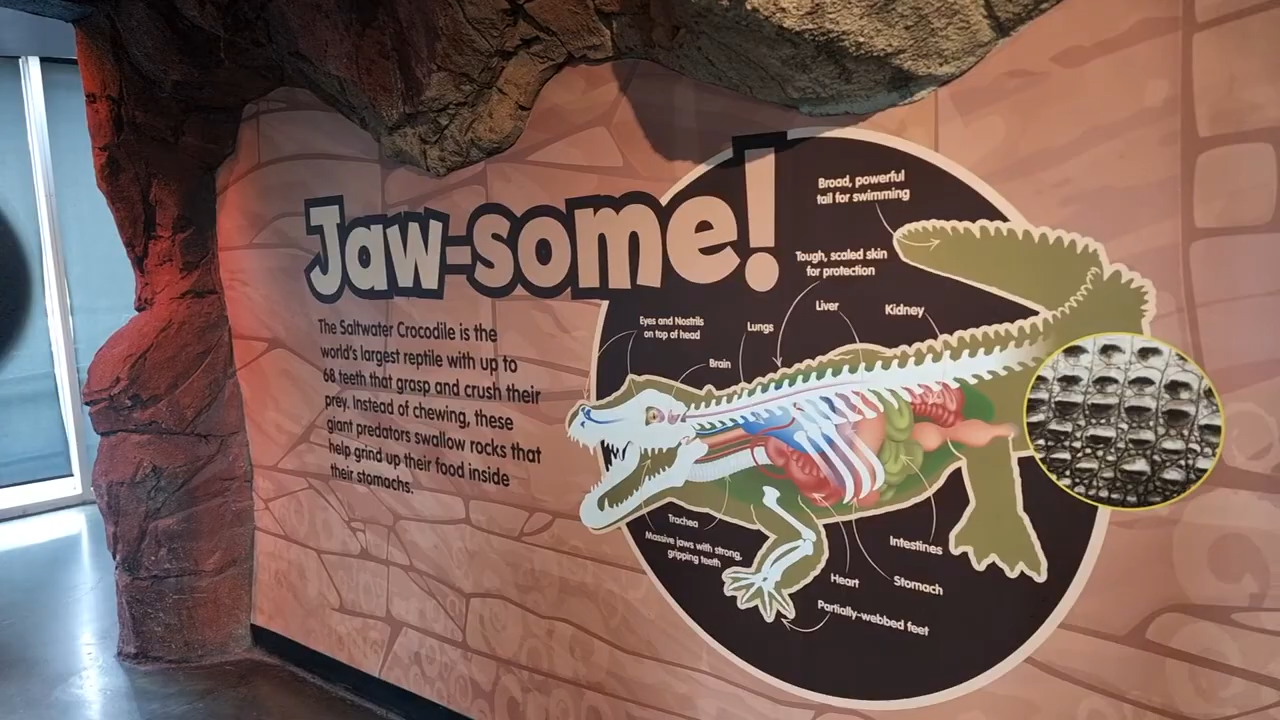 Jaw-some!
The Saltwater Crocodile is the
world's largest reptile with up to
68 teeth that grasp and crush their
prey. Instead of chewing, these
giant predators swallow rocks that
help grind up their food inside
their stomachs.
Broad, powerful
tail for swimming
Tough, scaled skin
for protection
Liver
Kidney
Eyes and Nostrils
on top of head
Lungs
Brain
Trachea
Massive jaws with strong,
gripping teeth
Intestines
Heart
Stomach
Partially-webbed feet